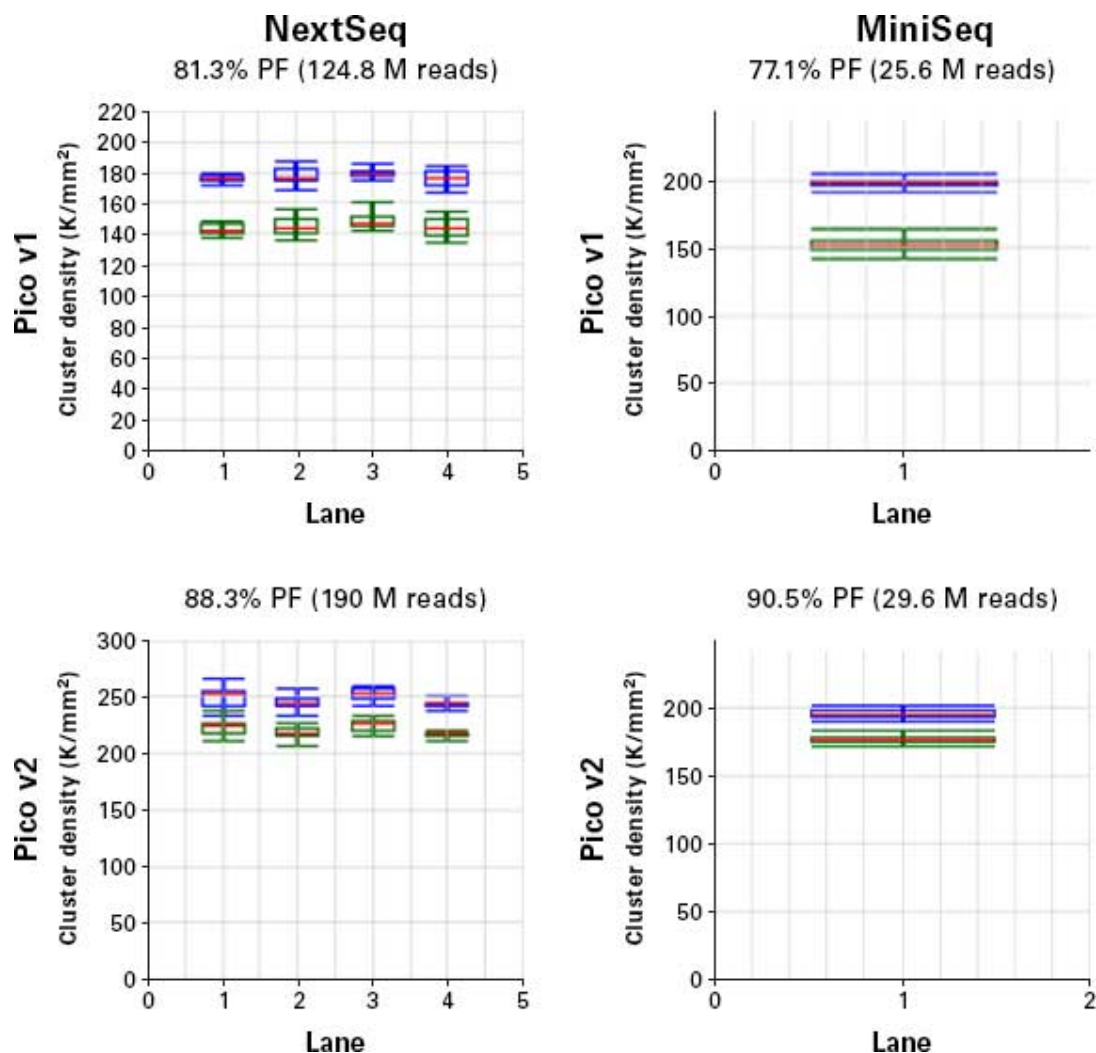 NextSeq
81.3% PF (124.8 M reads)
Pico v1
Cluster density (K/mm²)
220
200
180
160
140
120
100
80
60
40
20
0
0 1 2 3 4 5
Lane
MiniSeq
77.1% PF (25.6 M reads)
Pico v1
Cluster density (K/mm²)
200
150
100
50
0
0 1
Lane
88.3% PF (190 M reads)
Pico v2
Cluster density (K/mm²)
300
250
200
150
100
50
0
0 1 2 3 4 5
Lane
90.5% PF (29.6 M reads)
Pico v2
Cluster density (K/mm²)
200
150
100
50
0
0 1 2
Lane